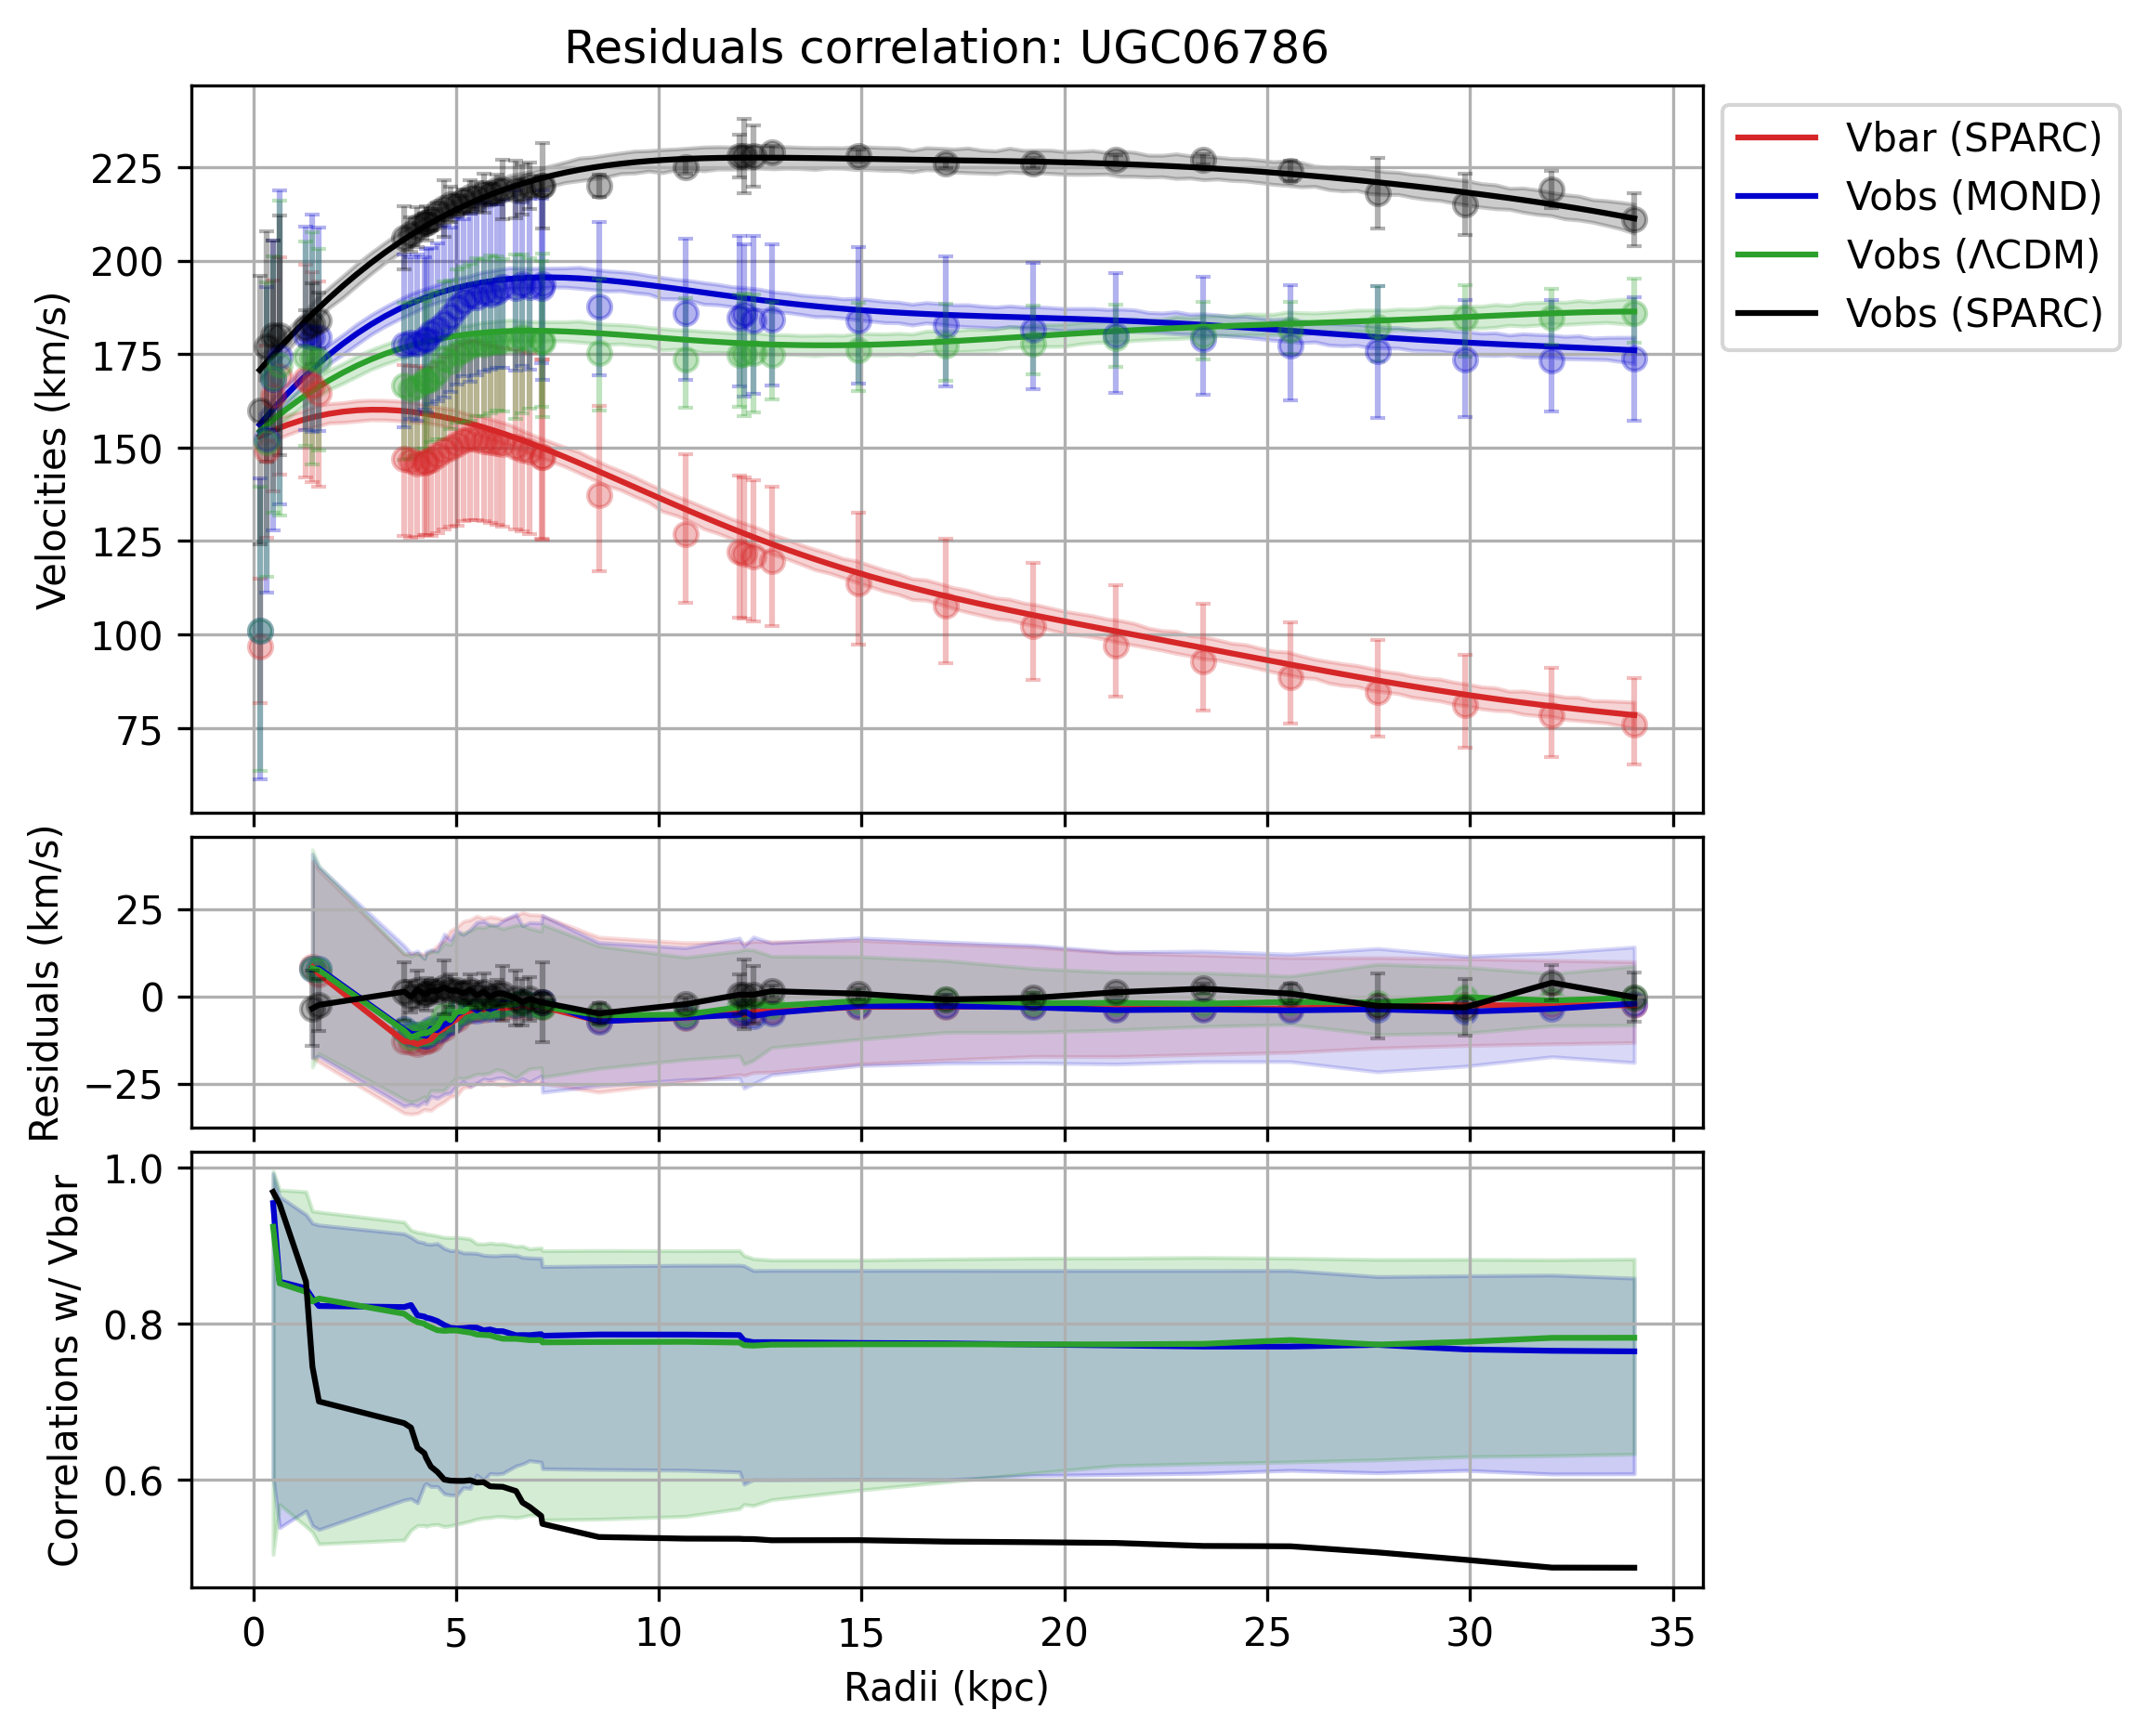 Residuals correlation: UGC06786
Velocities (km/s)
225
200
175
150
125
100
75
Vbar (SPARC)
Vobs (MOND)
Vobs (ΛCDM)
Vobs (SPARC)
Residuals (km/s)
25
0
−25
Correlations w/ Vbar
1.0
0.8
0.6
0 5 10 15 20 25 30 35
Radii (kpc)